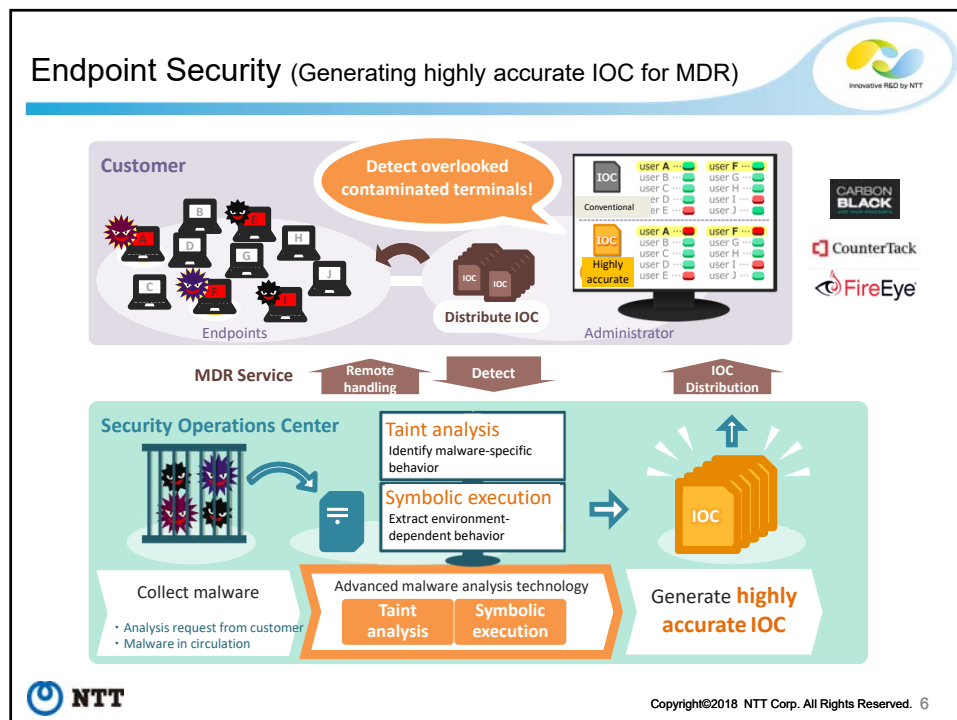 Endpoint Security (Generating highly accurate IOC for MDR)
Innovative R&D by NTT
Customer
Detect overlooked
contaminated terminals!
IOC
Conventional
user A ···
user B ···
user C ···
er D ···
er E ···
user F ···
user G ···
user H ···
user I ···
user J ···
IOC
Highly
accurate
user A ···
user B ···
user C ···
user D ···
user E ···
user F ···
user G ···
user H ···
user I ···
user J ···
CARBON
BLACK
CounterTack
FireEye
A
B
C
D
E
F
G
H
I
J
Endpoints
IOC
IOC
Distribute IOC
Administrator
MDR Service
Remote
handling
Detect
IOC
Distribution
Security Operations Center
Taint analysis
Identify malware-specific
behavior
Symbolic execution
Extract environment-
dependent behavior
IOC
Collect malware
・Analysis request from customer
・Malware in circulation
Advanced malware analysis technology
Taint
analysis
Symbolic
execution
Generate highly
accurate IOC
NTT
Copyright©2018 NTT Corp. All Rights Reserved. 6